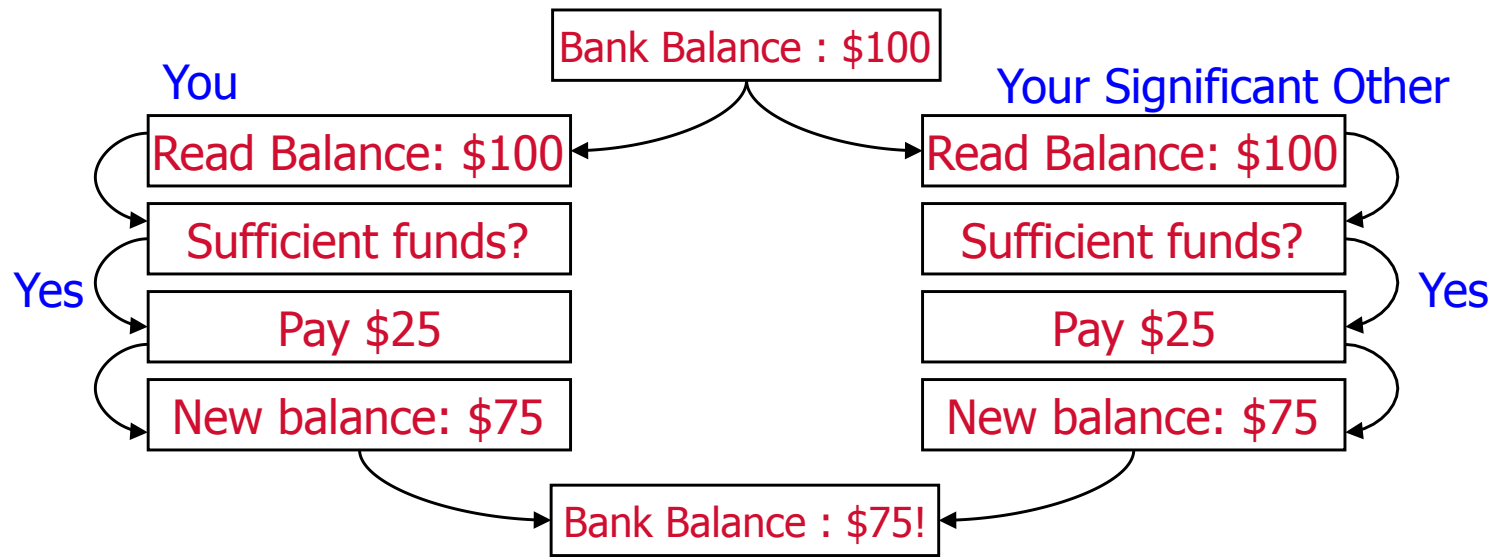 Bank Balance : $100
You
Your Significant Other
Read Balance: $100
Read Balance: $100
Sufficient funds?
Sufficient funds?
Yes
Yes
Pay $25
Pay $25
New balance: $75
New balance: $75
Bank Balance : $75!